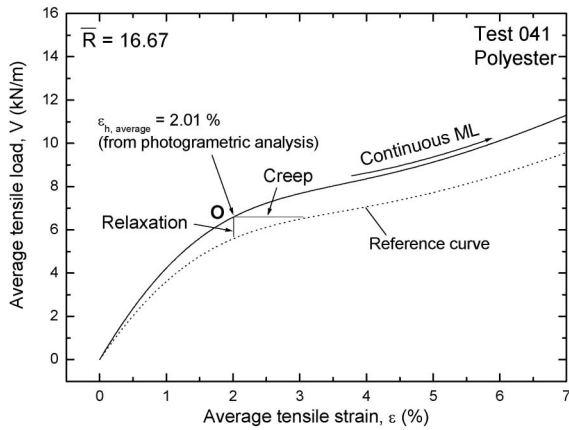 R̅ = 16.67
Test 041
Polyester
ε h, average = 2.01 %
(from photogrametric analysis)
Continuous ML
Creep
O
Relaxation
Reference curve
Average tensile load, V (kN/m)
16
14
12
10
8
6
4
2
0
0 1 2 3 4 5 6 7
Average tensile strain, ε (%)